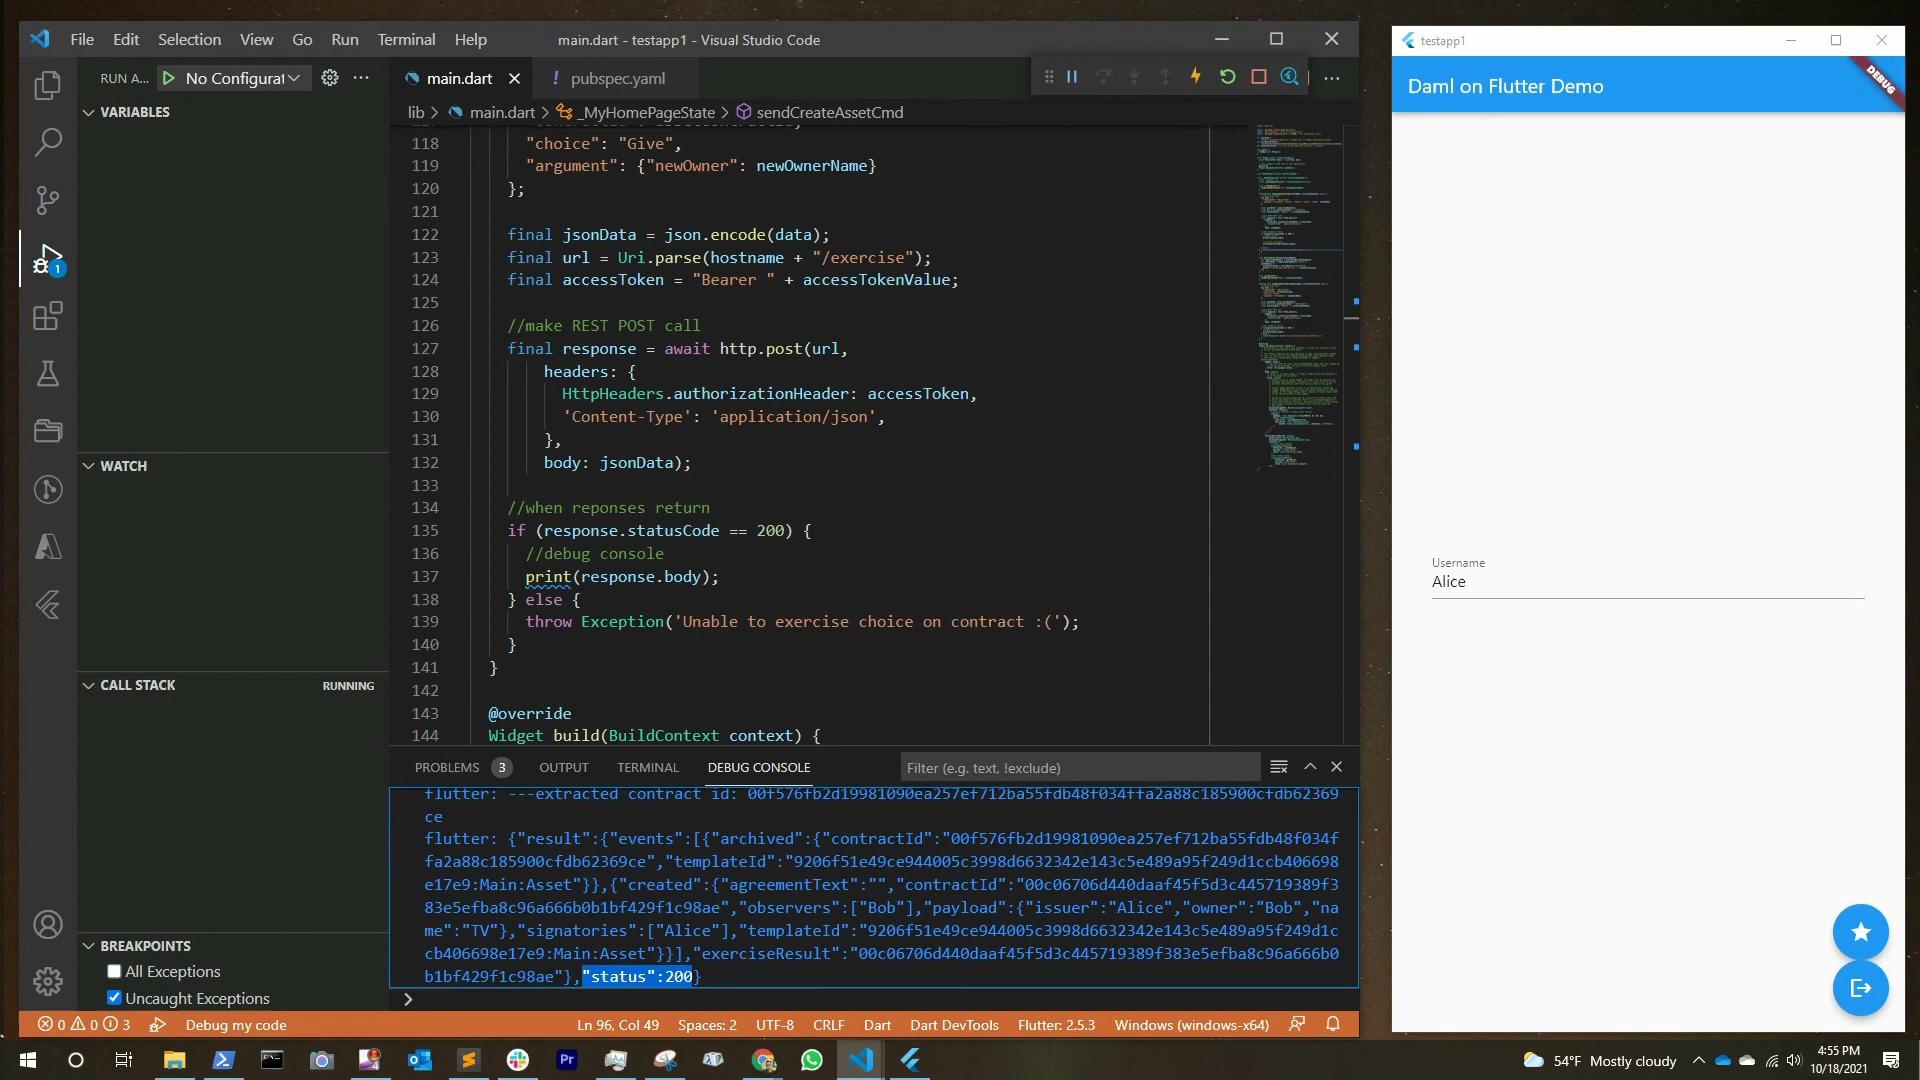 File Edit Selection View Go Run Terminal Help
main.dart - testapp1 - Visual Studio Code
RUN A... No Configurat
main.dart
pubspec.yaml
lib > main.dart > _MyHomePageState > sendCreateAssetCmd
VARIABLES
118 "choice": "Give",
119 "argument": {"newOwner": newOwnerName}
120 };
121
122 final jsonData = json.encode(data);
123 final url = Uri.parse(hostname + "/exercise");
124 final accessToken = "Bearer " + accessTokenValue;
125
126 //make REST POST call
127 final response = await http.post(url,
128 headers: {
129 HttpHeaders.authorizationHeader: accessToken,
130 'Content-Type': 'application/json',
131 },
132 body: jsonData);
133
134 //when reponses return
135 if (response.statusCode == 200) {
136 //debug console
137 print(response.body);
138 } else {
139 throw Exception('Unable to exercise choice on contract :(');
140 }
141 }
142
143 @override
144 Widget build(BuildContext context) {
WATCH
CALL STACK RUNNING
BREAKPOINTS
All Exceptions
Uncaught Exceptions
1
PROBLEMS 3 OUTPUT TERMINAL DEBUG CONSOLE
Filter (e.g. text, !exclude)
flutter: ---extracted contract id: 00f576fb2d19981090ea257ef712ba55fdb48f034ffa2a88c185900cfdb62369
ce
flutter: {"result":{"events":[{"archived":{"contractId":"00f576fb2d19981090ea257ef712ba55fdb48f034f
fa2a88c185900cfdb62369ce","templateId":"9206f51e49ce944005c3998d6632342e143c5e489a95f249d1ccb406698
e17e9:Main:Asset"}},{"created":{"agreementText":"","contractId":"00c06706d440daaf45f5d3c445719389f3
83e5efba8c96a666b0b1bf429f1c98ae","observers":["Bob"],"payload":{"issuer":"Alice","owner":"Bob","na
me":"TV"},"signatories":["Alice"],"templateId":"9206f51e49ce944005c3998d6632342e143c5e489a95f249d1c
cb406698e17e9:Main:Asset"}}],"exerciseResult":"00c06706d440daaf45f5d3c445719389f383e5efba8c96a666b0
b1bf429f1c98ae"},"status":200}
0 0 3 Debug my code Ln 96, Col 49 Spaces: 2 UTF-8 CRLF Dart Dart DevTools Flutter: 2.5.3 Windows (windows-x64)
testapp1
Daml on Flutter Demo
DEBUG
Username
Alice
Pr
54°F Mostly cloudy
4:55 PM
10/18/2021